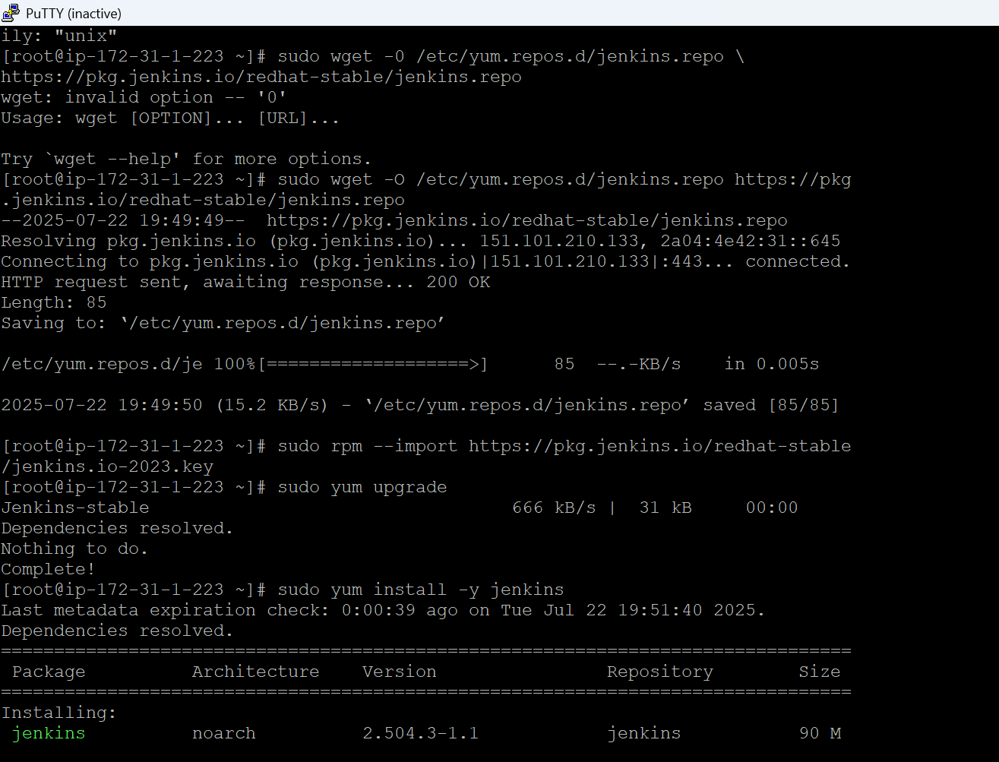 PuTTY (inactive)
ily: "unix"
[root@ip-172-31-1-223 ~]# sudo wget -0 /etc/yum.repos.d/jenkins.repo \
https://pkg.jenkins.io/redhat-stable/jenkins.repo
wget: invalid option -- '0'
Usage: wget [OPTION]... [URL]...
Try `wget --help' for more options.
[root@ip-172-31-1-223 ~]# sudo wget -O /etc/yum.repos.d/jenkins.repo https://pkg
.jenkins.io/redhat-stable/jenkins.repo
--2025-07-22 19:49:49--  https://pkg.jenkins.io/redhat-stable/jenkins.repo
Resolving pkg.jenkins.io (pkg.jenkins.io)... 151.101.210.133, 2a04:4e42:31::645
Connecting to pkg.jenkins.io (pkg.jenkins.io)|151.101.210.133|:443... connected.
HTTP request sent, awaiting response... 200 OK
Length: 85
Saving to: ‘/etc/yum.repos.d/jenkins.repo’
/etc/yum.repos.d/je 100%[===================>]      85  --.-KB/s    in 0.005s
2025-07-22 19:49:50 (15.2 KB/s) - ‘/etc/yum.repos.d/jenkins.repo’ saved [85/85]
[root@ip-172-31-1-223 ~]# sudo rpm --import https://pkg.jenkins.io/redhat-stable
/jenkins.io-2023.key
[root@ip-172-31-1-223 ~]# sudo yum upgrade
Jenkins-stable                                  666 kB/s |  31 kB     00:00
Dependencies resolved.
Nothing to do.
Complete!
[root@ip-172-31-1-223 ~]# sudo yum install -y jenkins
Last metadata expiration check: 0:00:39 ago on Tue Jul 22 19:51:40 2025.
Dependencies resolved.
================================================================================
 Package          Architecture    Version                Repository        Size
================================================================================
Installing:
 jenkins          noarch          2.504.3-1.1            jenkins           90 M